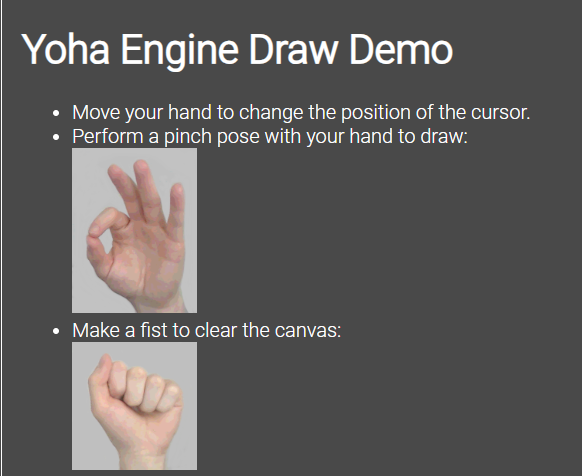 Yoha Engine Draw Demo
Move your hand to change the position of the cursor.
Perform a pinch pose with your hand to draw:
Make a fist to clear the canvas: